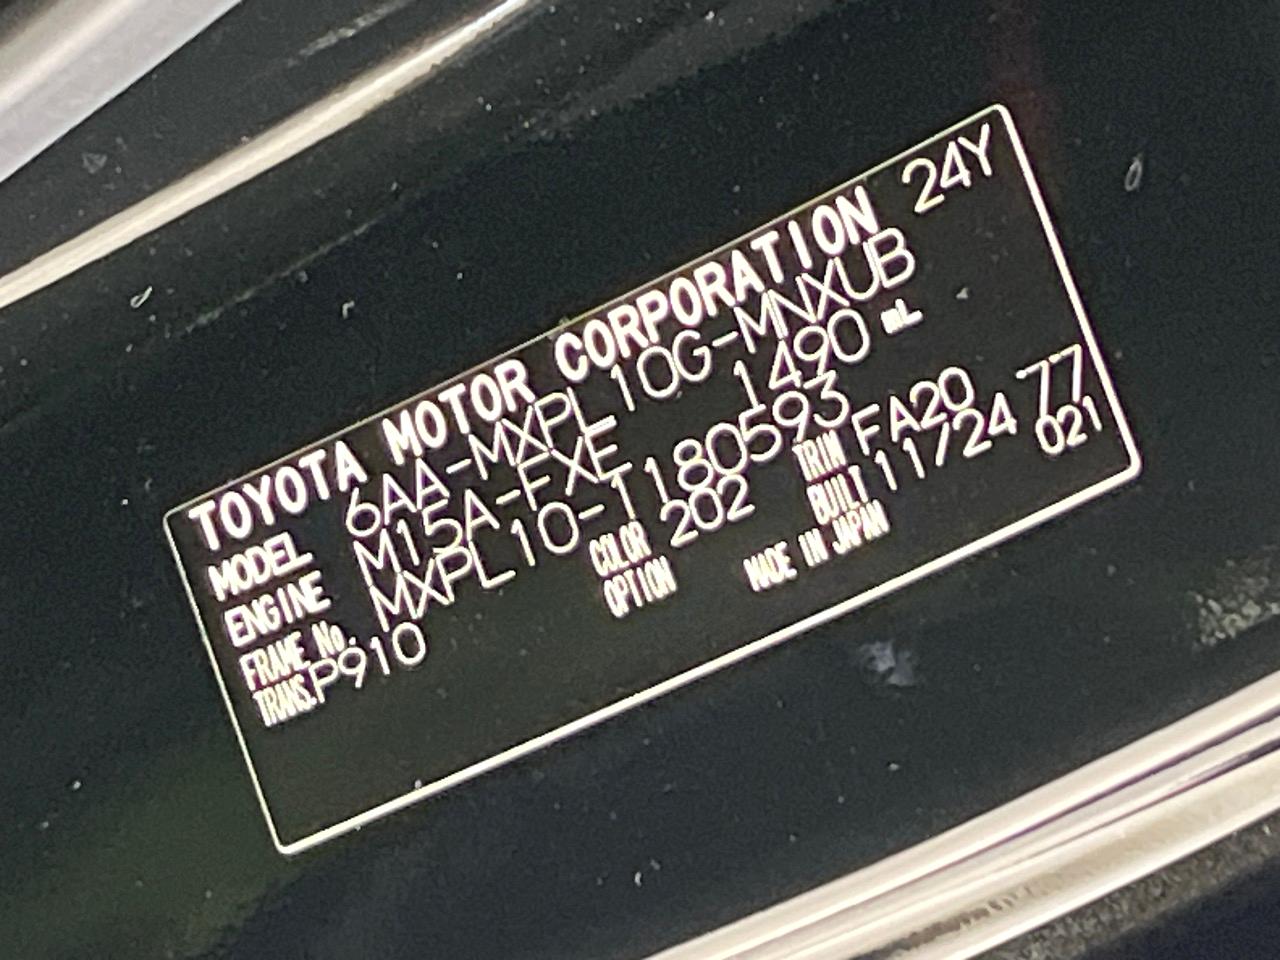 TOYOTA MOTOR CORPORATION 24Y
MODEL 6AA-MXPL10G-MNXUB
ENGINE M15A-FXE 1490 mL
FRAME No. MXPL10-1180593
TRANS. P910 COLOR 202 TRIM FA20 77
OPTION BUILT 11/24 021
MADE IN JAPAN